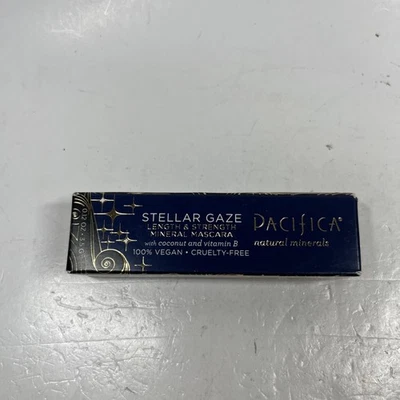 STELLAR GAZE
LENGTH & STRENGTH
MINERAL MASCARA
with coconut and vitamin B
100% VEGAN • CRUELTY-FREE
PACIFICA®
natural minerals